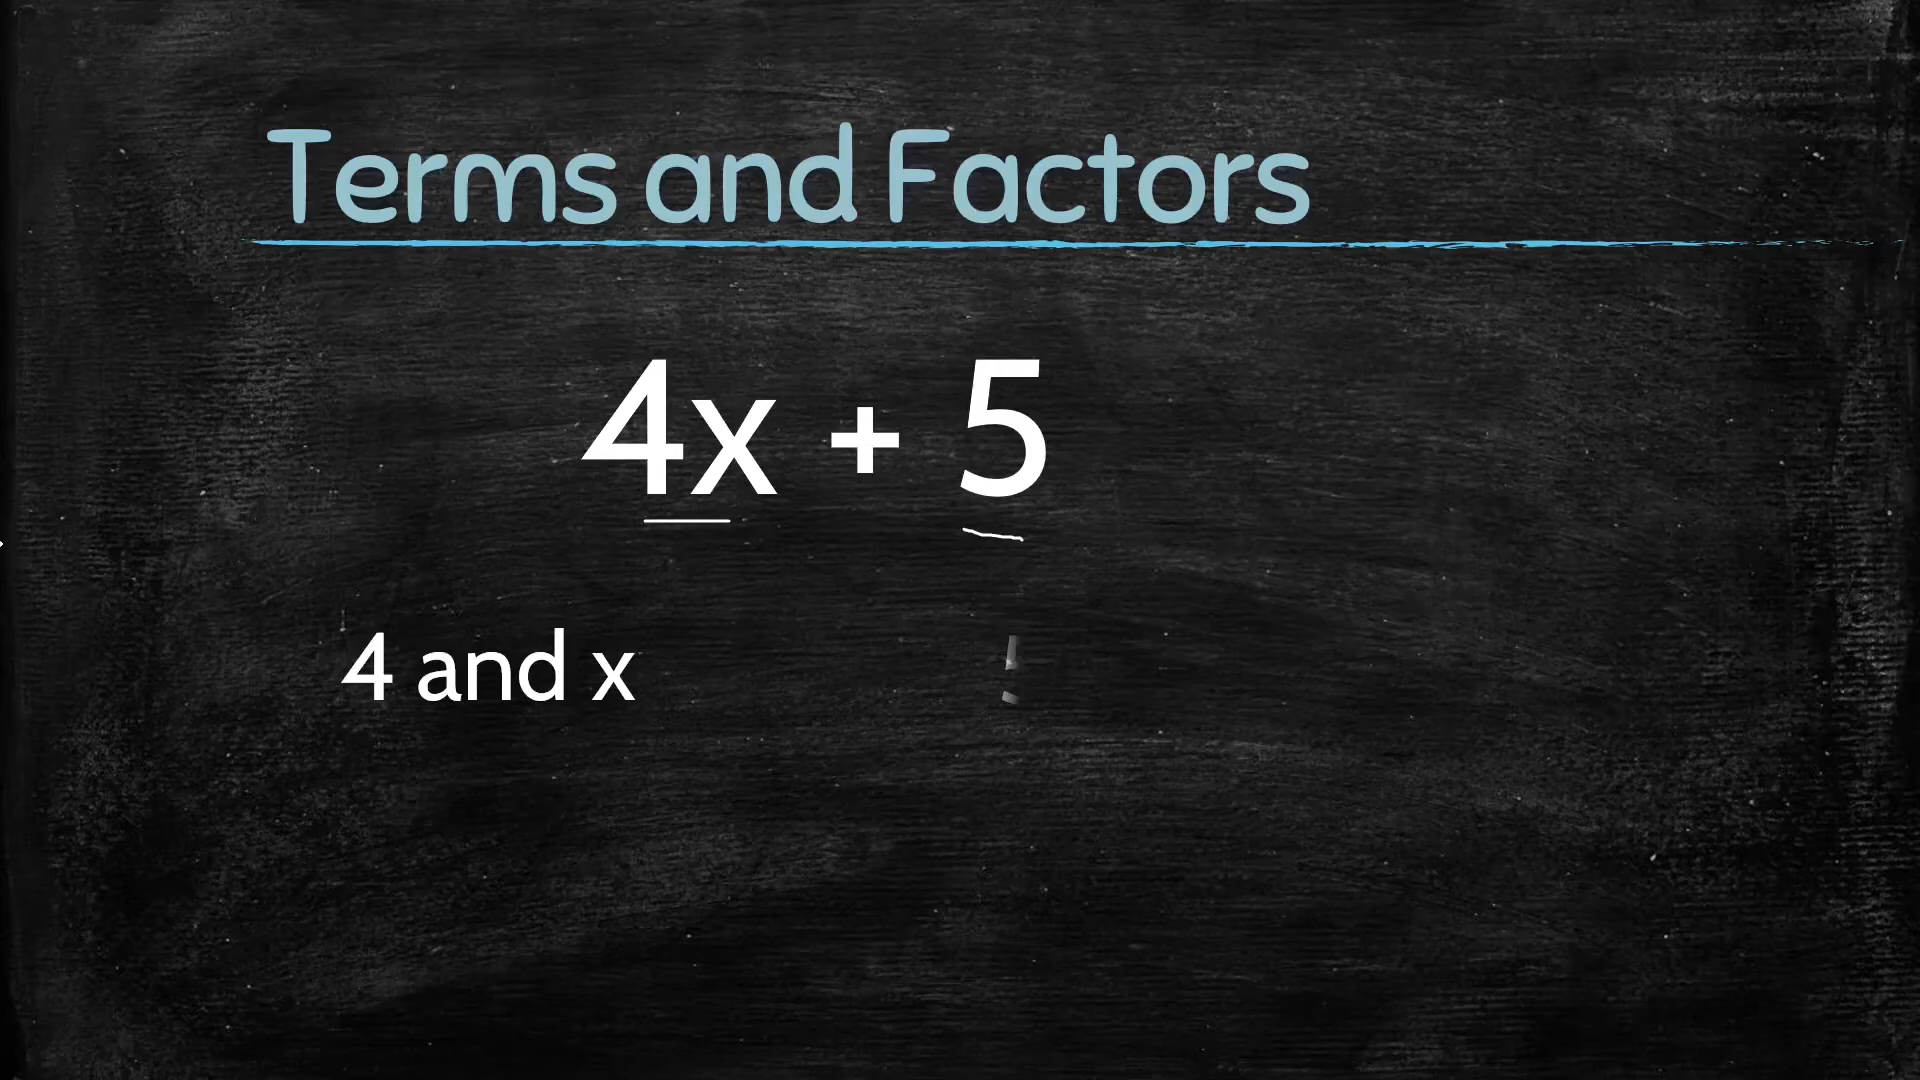 Terms and Factors
4x + 5
4 and x